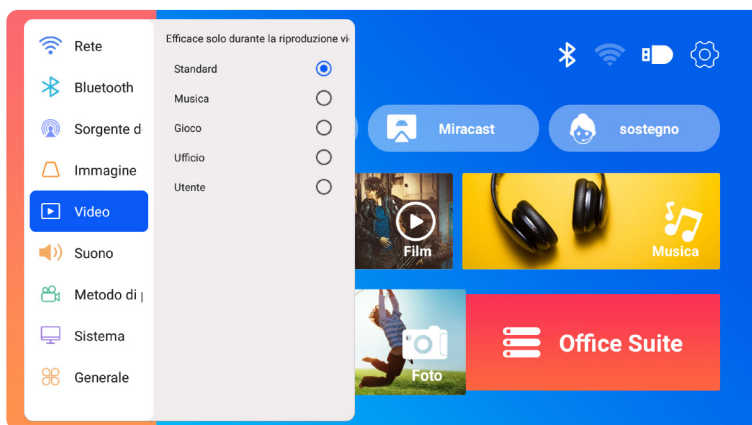 Rete
Bluetooth
Sorgente d
Immagine
Video
Suono
Metodo di
Sistema
Generale
Efficace solo durante la riproduzione vi
Standard
Musica
Gioco
Ufficio
Utente
Miracast
sostegno
Film
Musica
Foto
Office Suite